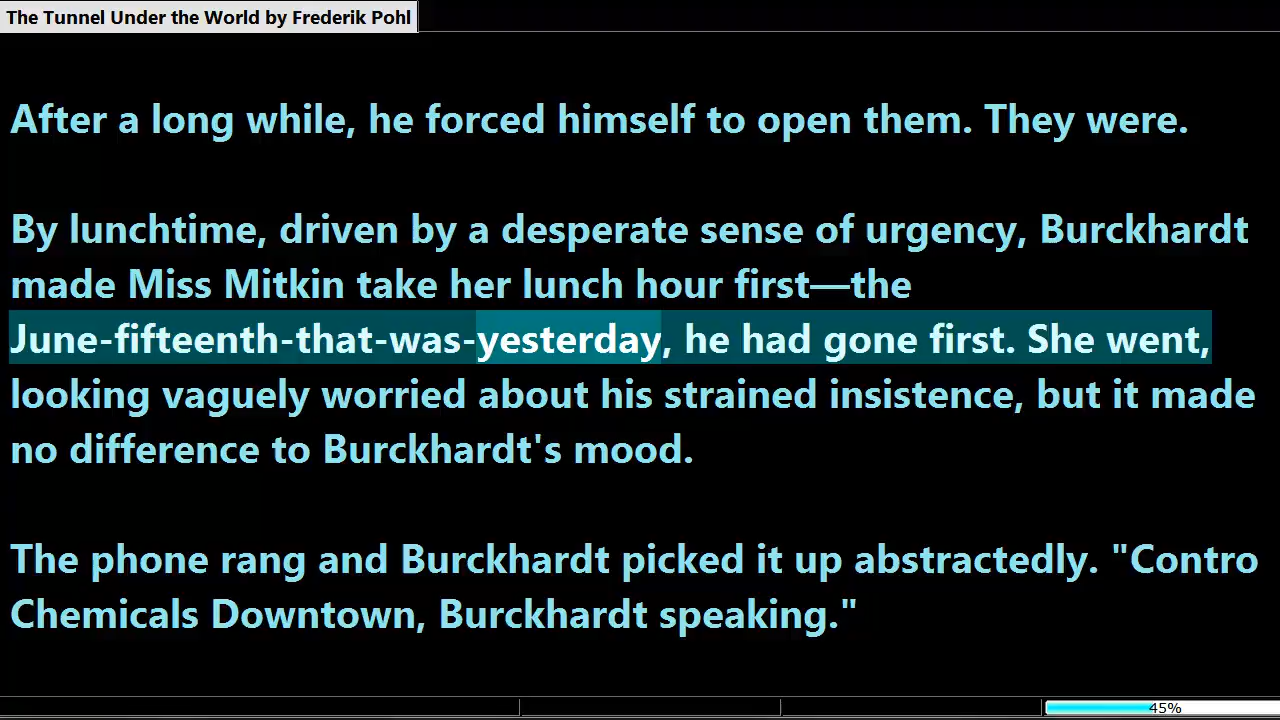 The Tunnel Under the World by Frederik Pohl
After a long while, he forced himself to open them. They were.
By lunchtime, driven by a desperate sense of urgency, Burckhardt
made Miss Mitkin take her lunch hour first—the
June-fifteenth-that-was-yesterday, he had gone first. She went,
looking vaguely worried about his strained insistence, but it made
no difference to Burckhardt's mood.
The phone rang and Burckhardt picked it up abstractedly. "Contro
Chemicals Downtown, Burckhardt speaking."
45%